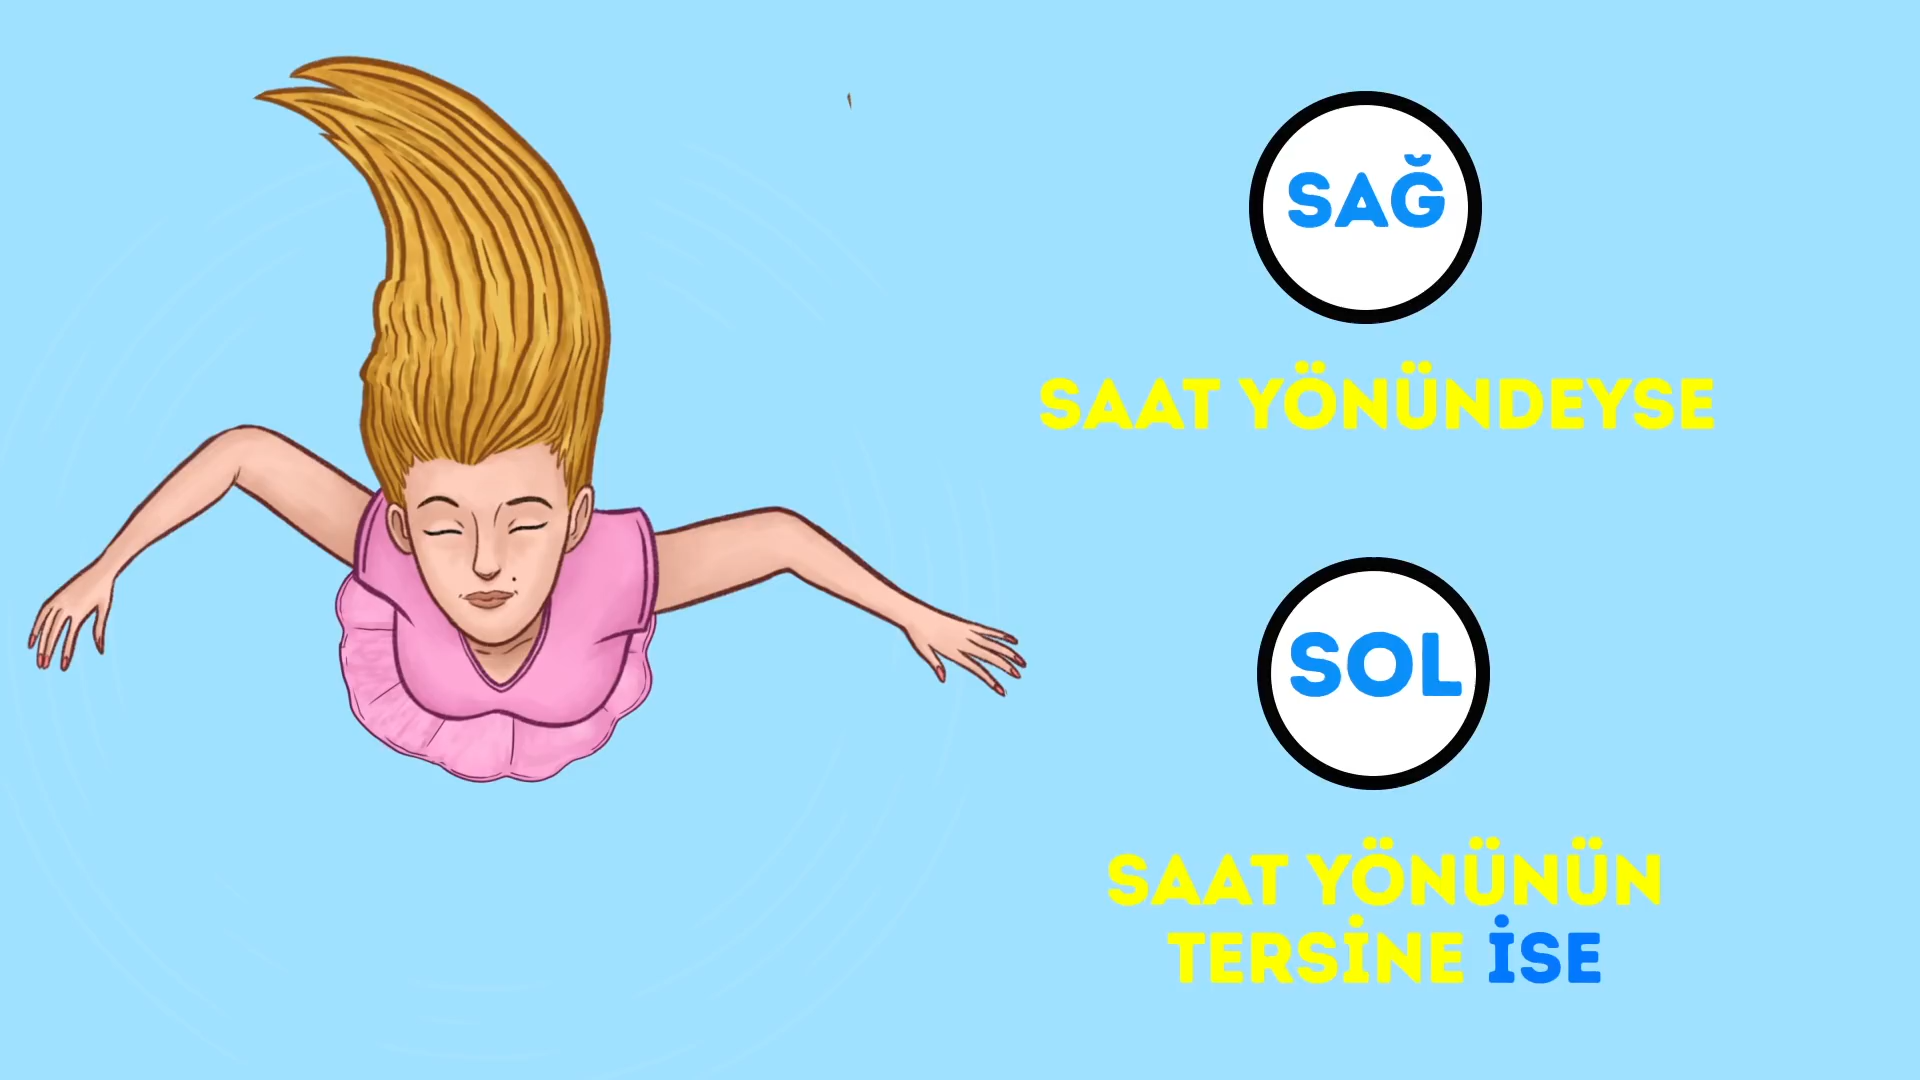 SAĞ
SAAT YÖNÜNDEYSE
SOL
SAAT YÖNÜNÜN
TERSİNE İSE